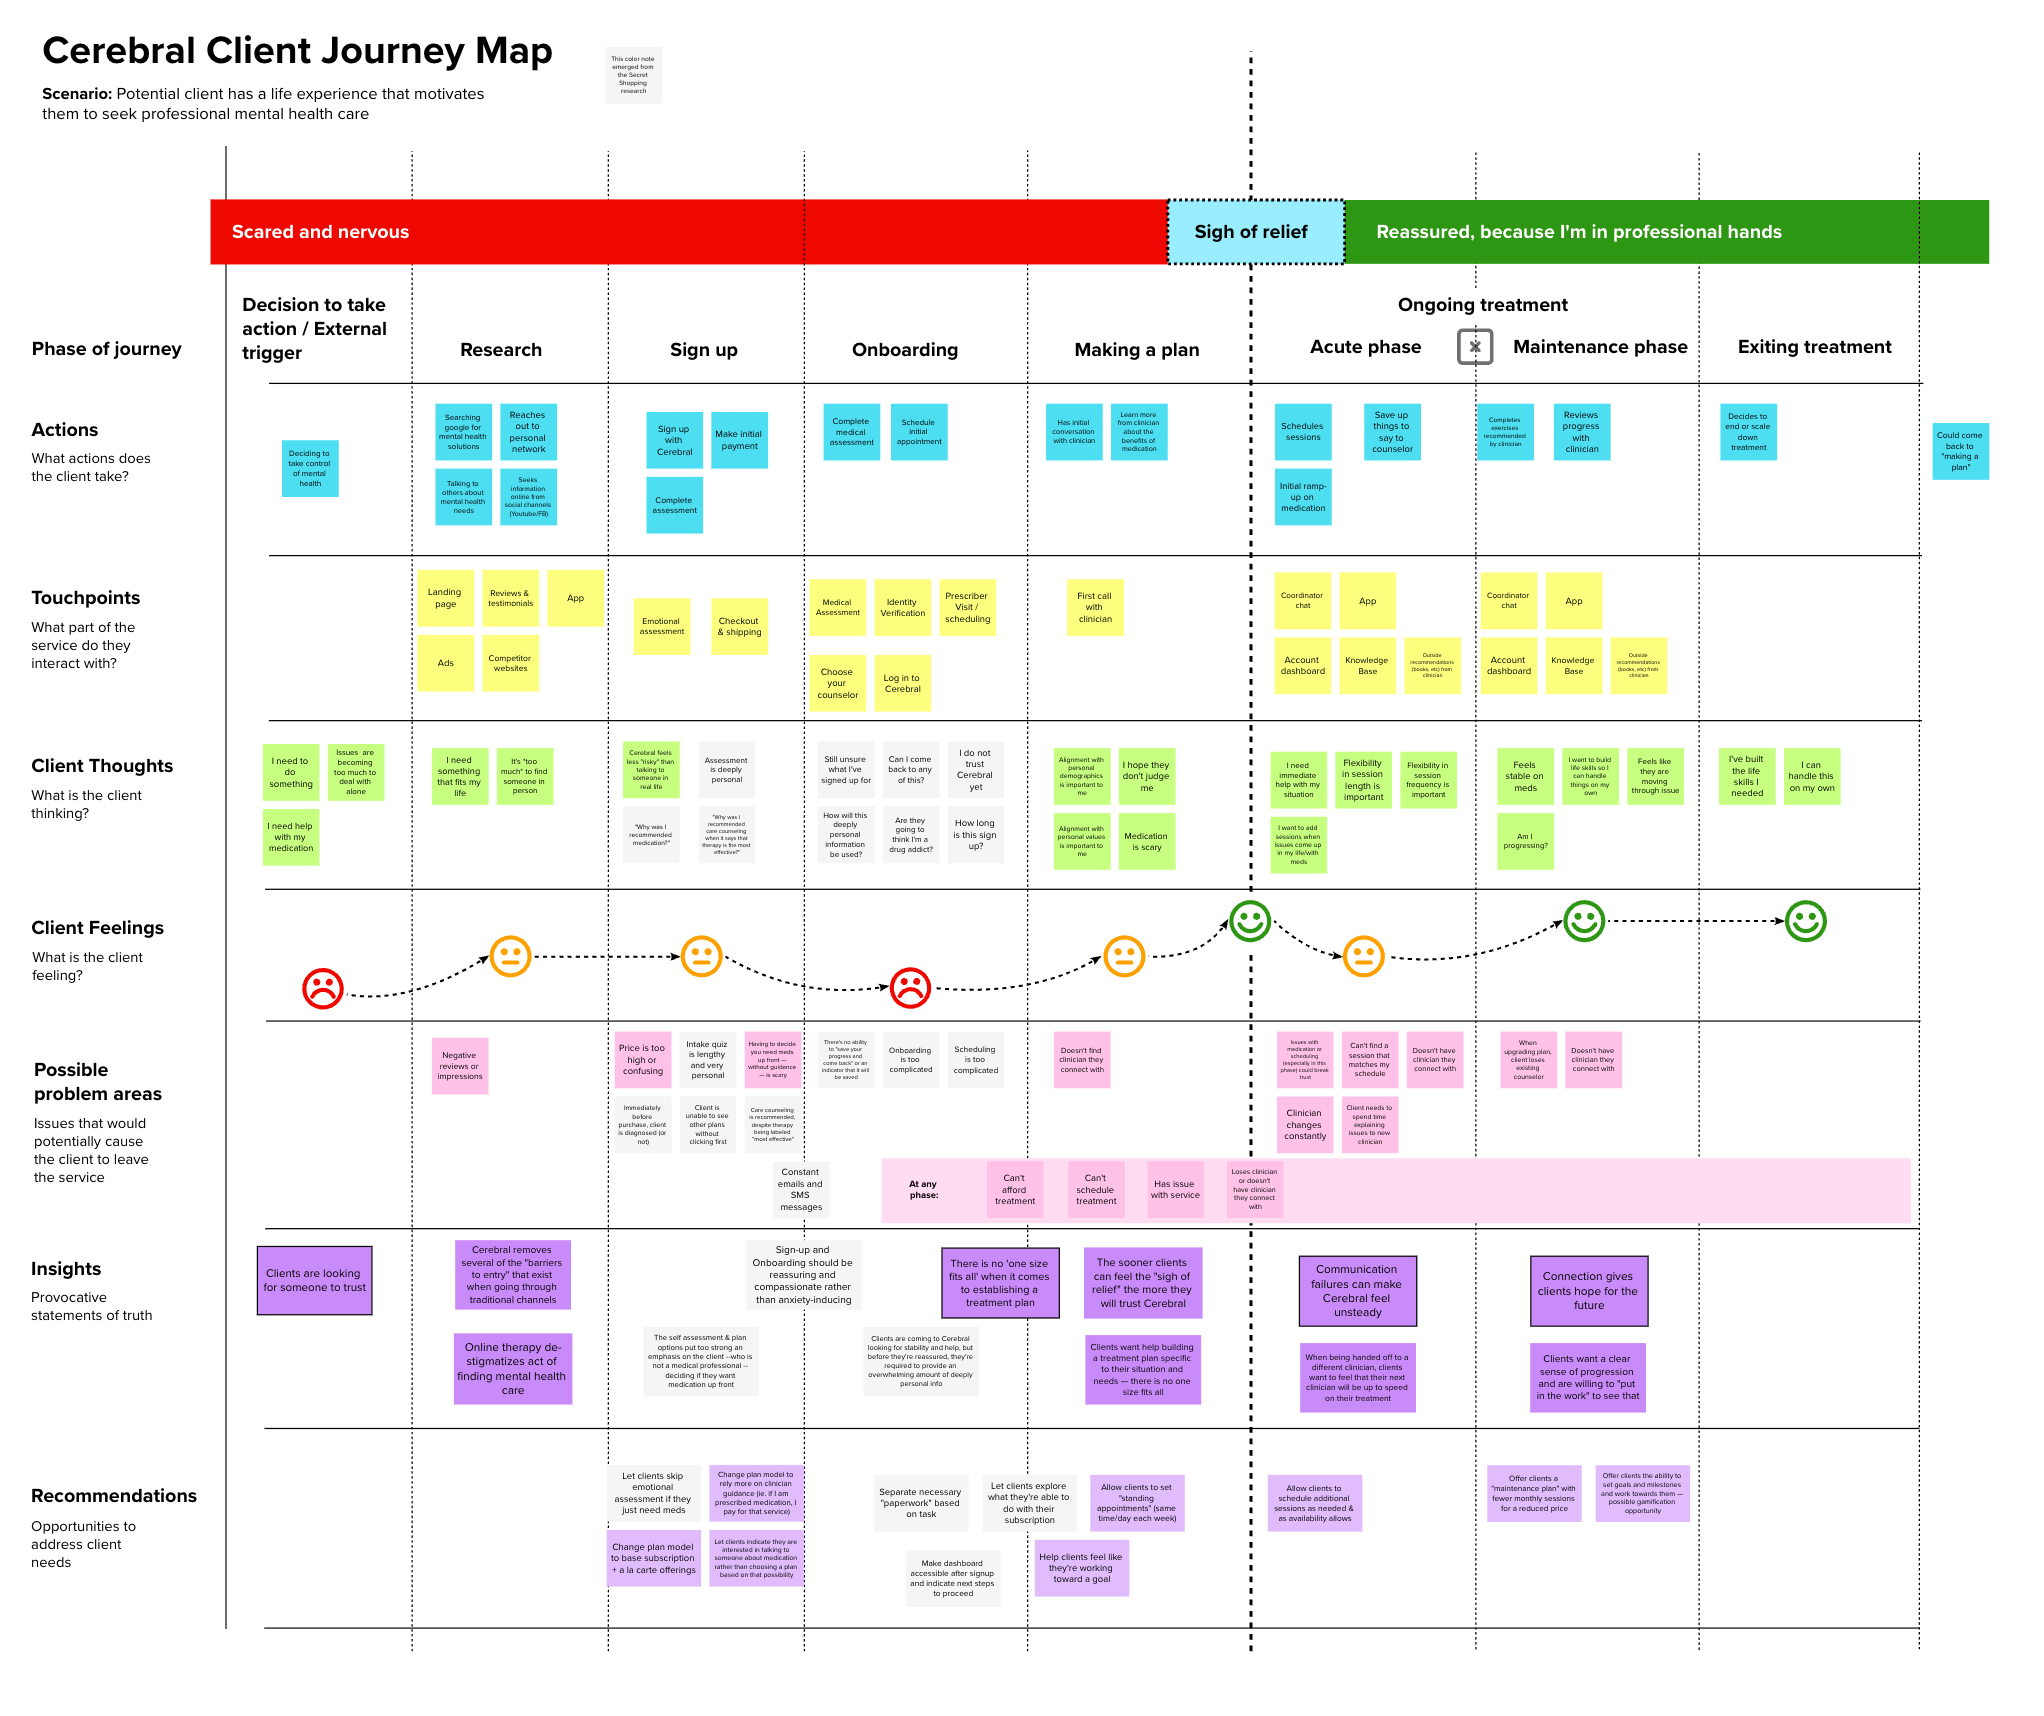 Cerebral Client Journey Map
This color note
emerged from
the Secret
Shopping
research
Scenario: Potential client has a life experience that motivates
them to seek professional mental health care
Scared and nervous
Sigh of relief
Reassured, because I'm in professional hands
Phase of journey
Decision to take
action / External
trigger
Research
Sign up
Onboarding
Making a plan
Ongoing treatment
Acute phase
Maintenance phase
Exiting treatment
Actions
What actions does
the client take?
Deciding to
take control
of mental
health
Searching
google for
mental health
solutions
Reaches
out to
personal
network
Talking to
others about
mental health
needs
Seeks
information
online from
social channels
(Youtube/FB)
Sign up
with
Cerebral
Make initial
payment
Complete
assessment
Complete
medical
assessment
Schedule
initial
appointment
Has initial
conversation
with clinician
Learn more
from clinician
about the
benefits of
medication
Schedules
sessions
Save up
things to
say to
counselor
Initial ramp-
up on
medication
Completes
exercises
recommended
by clinician
Reviews
progress
with
clinician
Decides to
end or scale
down
treatment
Could come
back to
"making a
plan"
Touchpoints
What part of the
service do they
interact with?
Landing
page
Reviews &
testimonials
App
Ads
Competitor
websites
Emotional
assessment
Checkout
& shipping
Medical
Assessment
Identity
Verification
Prescriber
Visit /
scheduling
Choose
your
counselor
Log in to
Cerebral
First call
with
clinician
Coordinator
chat
App
Account
dashboard
Knowledge
Base
Outside
recommendations
(books, etc) from
clinician
Coordinator
chat
App
Account
dashboard
Knowledge
Base
Outside
recommendations
(books, etc) from
clinician
Client Thoughts
What is the client
thinking?
I need to
do
something
Issues are
becoming
too much to
deal with
alone
I need help
with my
medication
I need
something
that fits my
life
It's "too
much" to find
someone in
person
Cerebral feels
less "risky" than
talking to
someone in
real life
Assessment
is deeply
personal
"Why was I
recommended
medication?"
"Why was I
recommended
care counseling
when it says that
therapy is the most
effective?"
Still unsure
what I've
signed up for
Can I come
back to any
of this?
I do not
trust
Cerebral
yet
How will this
deeply
personal
information
be used?
Are they
going to
think I'm a
drug addict?
How long
is this sign
up?
Alignment with
personal
demographics
is important to
me
I hope they
don't judge
me
Alignment with
personal values
is important to
me
Medication
is scary
I need
immediate
help with my
situation
Flexibility
in session
length is
important
Flexibility in
session
frequency is
important
I want to add
sessions when
issues come up
in my life/with
meds
Feels
stable on
meds
I want to build
life skills so I
can handle
things on my
own
Feels like
they are
moving
through issue
Am I
progressing?
I've built
the life
skills I
needed
I can
handle this
on my own
Client Feelings
What is the client
feeling?
Possible
problem areas
Issues that would
potentially cause
the client to leave
the service
Negative
reviews or
impressions
Price is too
high or
confusing
Intake quiz
is lengthy
and very
personal
Having to decide
you need meds
up front —
without guidance
— is scary
Immediately
before
purchase, client
is diagnosed (or
not)
Client is
unable to see
other plans
without
clicking first
Care counseling
is recommended,
despite therapy
being labeled
"most effective"
Constant
emails and
SMS
messages
There's no ability
to "save your
progress and
come back" or an
indicator that it will
be saved
Onboarding
is too
complicated
Scheduling
is too
complicated
Doesn't find
clinician they
connect with
Issues with
medication or
scheduling
(especially in this
phase) could break
trust
Can't find a
session that
matches my
schedule
Doesn't have
clinician they
connect with
Clinician
changes
constantly
Client needs to
spend time
explaining
issues to new
clinician
When
upgrading plan,
client loses
existing
counselor
Doesn't have
clinician they
connect with
At any
phase:
Can't
afford
treatment
Can't
schedule
treatment
Has issue
with service
Loses clinician
or doesn't
have clinician
they connect
with
Insights
Provocative
statements of truth
Clients are looking
for someone to trust
Cerebral removes
several of the "barriers
to entry" that exist
when going through
traditional channels
Online therapy de-
stigmatizes act of
finding mental health
care
Sign-up and
Onboarding should be
reassuring and
compassionate rather
than anxiety-inducing
The self assessment & plan
options put too strong an
emphasis on the client --who is
not a medical professional --
deciding if they want
medication up front
Clients are coming to Cerebral
looking for stability and help, but
before they're reassured, they're
required to provide an
overwhelming amount of deeply
personal info
There is no 'one size
fits all' when it comes
to establishing a
treatment plan
The sooner clients
can feel the "sigh of
relief" the more they
will trust Cerebral
Clients want help building
a treatment plan specific
to their situation and
needs — there is no one
size fits all
Communication
failures can make
Cerebral feel
unsteady
When being handed off to a
different clinician, clients
want to feel that their next
clinician will be up to speed
on their treatment
Connection gives
clients hope for the
future
Clients want a clear
sense of progression
and are willing to "put
in the work" to see that
Recommendations
Opportunities to
address client
needs
Let clients skip
emotional
assessment if they
just need meds
Change plan model to
rely more on clinician
guidance (ie. if I am
prescribed medication, I
pay for that service)
Change plan model
to base subscription
+ a la carte offerings
Let clients indicate they are
interested in talking to
someone about medication
rather than choosing a plan
based on that possibility
Separate necessary
"paperwork" based
on task
Let clients explore
what they're able to
do with their
subscription
Make dashboard
accessible after signup
and indicate next steps
to proceed
Allow clients to set
"standing
appointments" (same
time/day each week)
Help clients feel like
they're working
toward a goal
Allow clients to
schedule additional
sessions as needed &
as availability allows
Offer clients a
"maintenance plan" with
fewer monthly sessions
for a reduced price
Offer clients the ability to
set goals and milestones
and work towards them —
possible gamification
opportunity